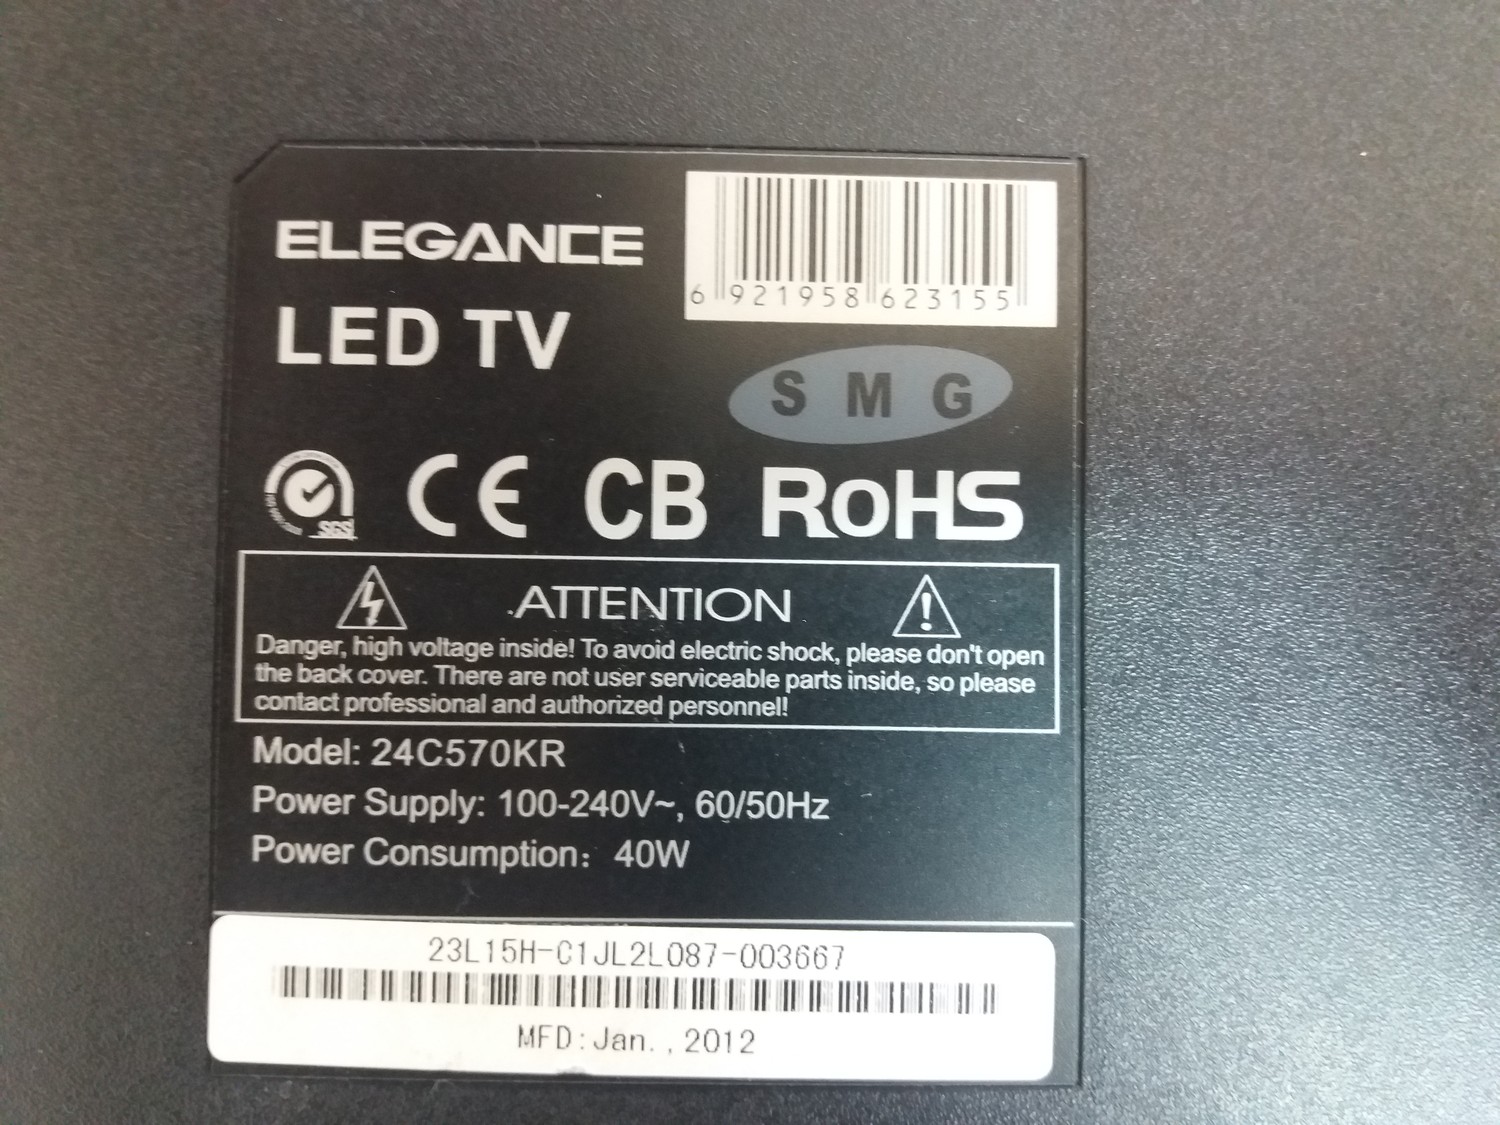 ELEGANCE
LED TV
6 921958 623155
S M G
SGS
CE CB RoHS
ATTENTION
Danger, high voltage inside! To avoid electric shock, please don't open
the back cover. There are not user serviceable parts inside, so please
contact professional and authorized personnel!
Model: 24C570KR
Power Supply: 100-240V~, 60/50Hz
Power Consumption: 40W
23L15H-C1JL2L087-003667
MFD:Jan.,2012